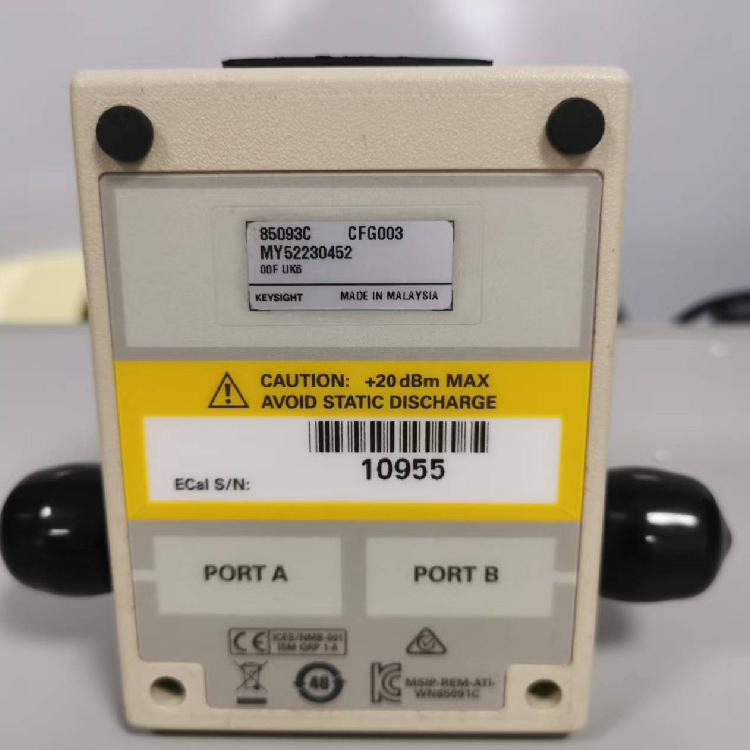 85093C CFG003
MY52230452
00F UK6
KEYSIGHT MADE IN MALAYSIA
CAUTION: +20 dBm MAX
AVOID STATIC DISCHARGE
10955
ECal S/N:
PORT A PORT B
CE ICES/NMB-001
ISM GRP 1-A
40
MSIP-REM-ATI-
WN85091C